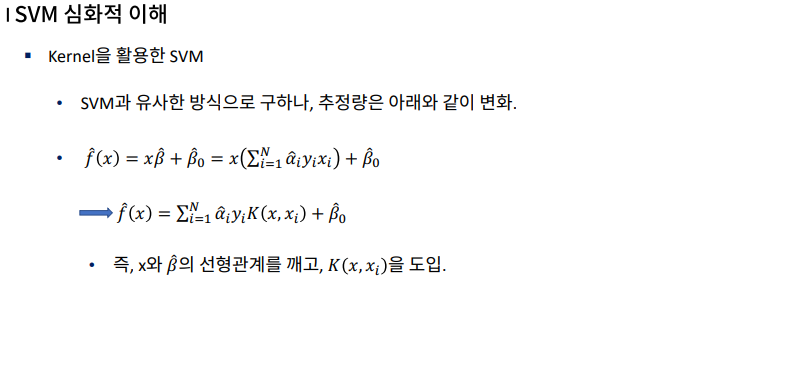 I SVM 심화적 이해
▪ Kernel을 활용한 SVM
• SVM과 유사한 방식으로 구하나, 추정량은 아래와 같이 변화.
• f̂(x) = xβ̂ + β̂₀ = x(∑ᵢ₌₁ᴺ α̂ᵢyᵢxᵢ) + β̂₀
f̂(x) = ∑ᵢ₌₁ᴺ α̂ᵢyᵢK(x, xᵢ) + β̂₀
• 즉, x와 β̂의 선형관계를 깨고, K(x, xᵢ)을 도입.